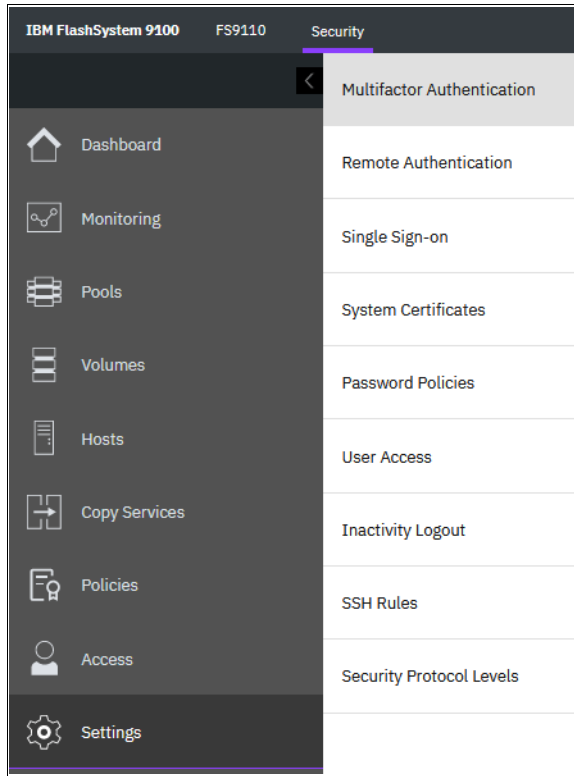 IBM FlashSystem 9100 FS9110 Security
Multifactor Authentication
Dashboard
Remote Authentication
Monitoring
Single Sign-on
Pools
System Certificates
Volumes
Password Policies
Hosts
User Access
Copy Services
Inactivity Logout
Policies
SSH Rules
Access
Security Protocol Levels
Settings